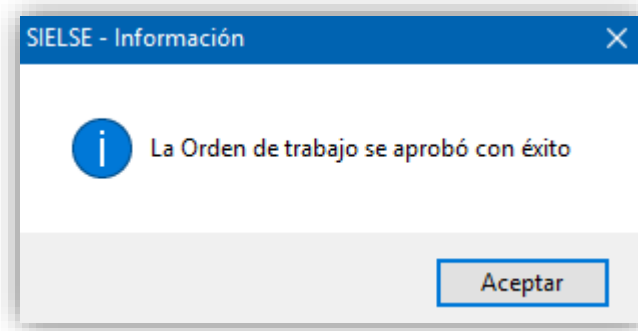 SIELSE - Información
La Orden de trabajo se aprobó con éxito
Aceptar